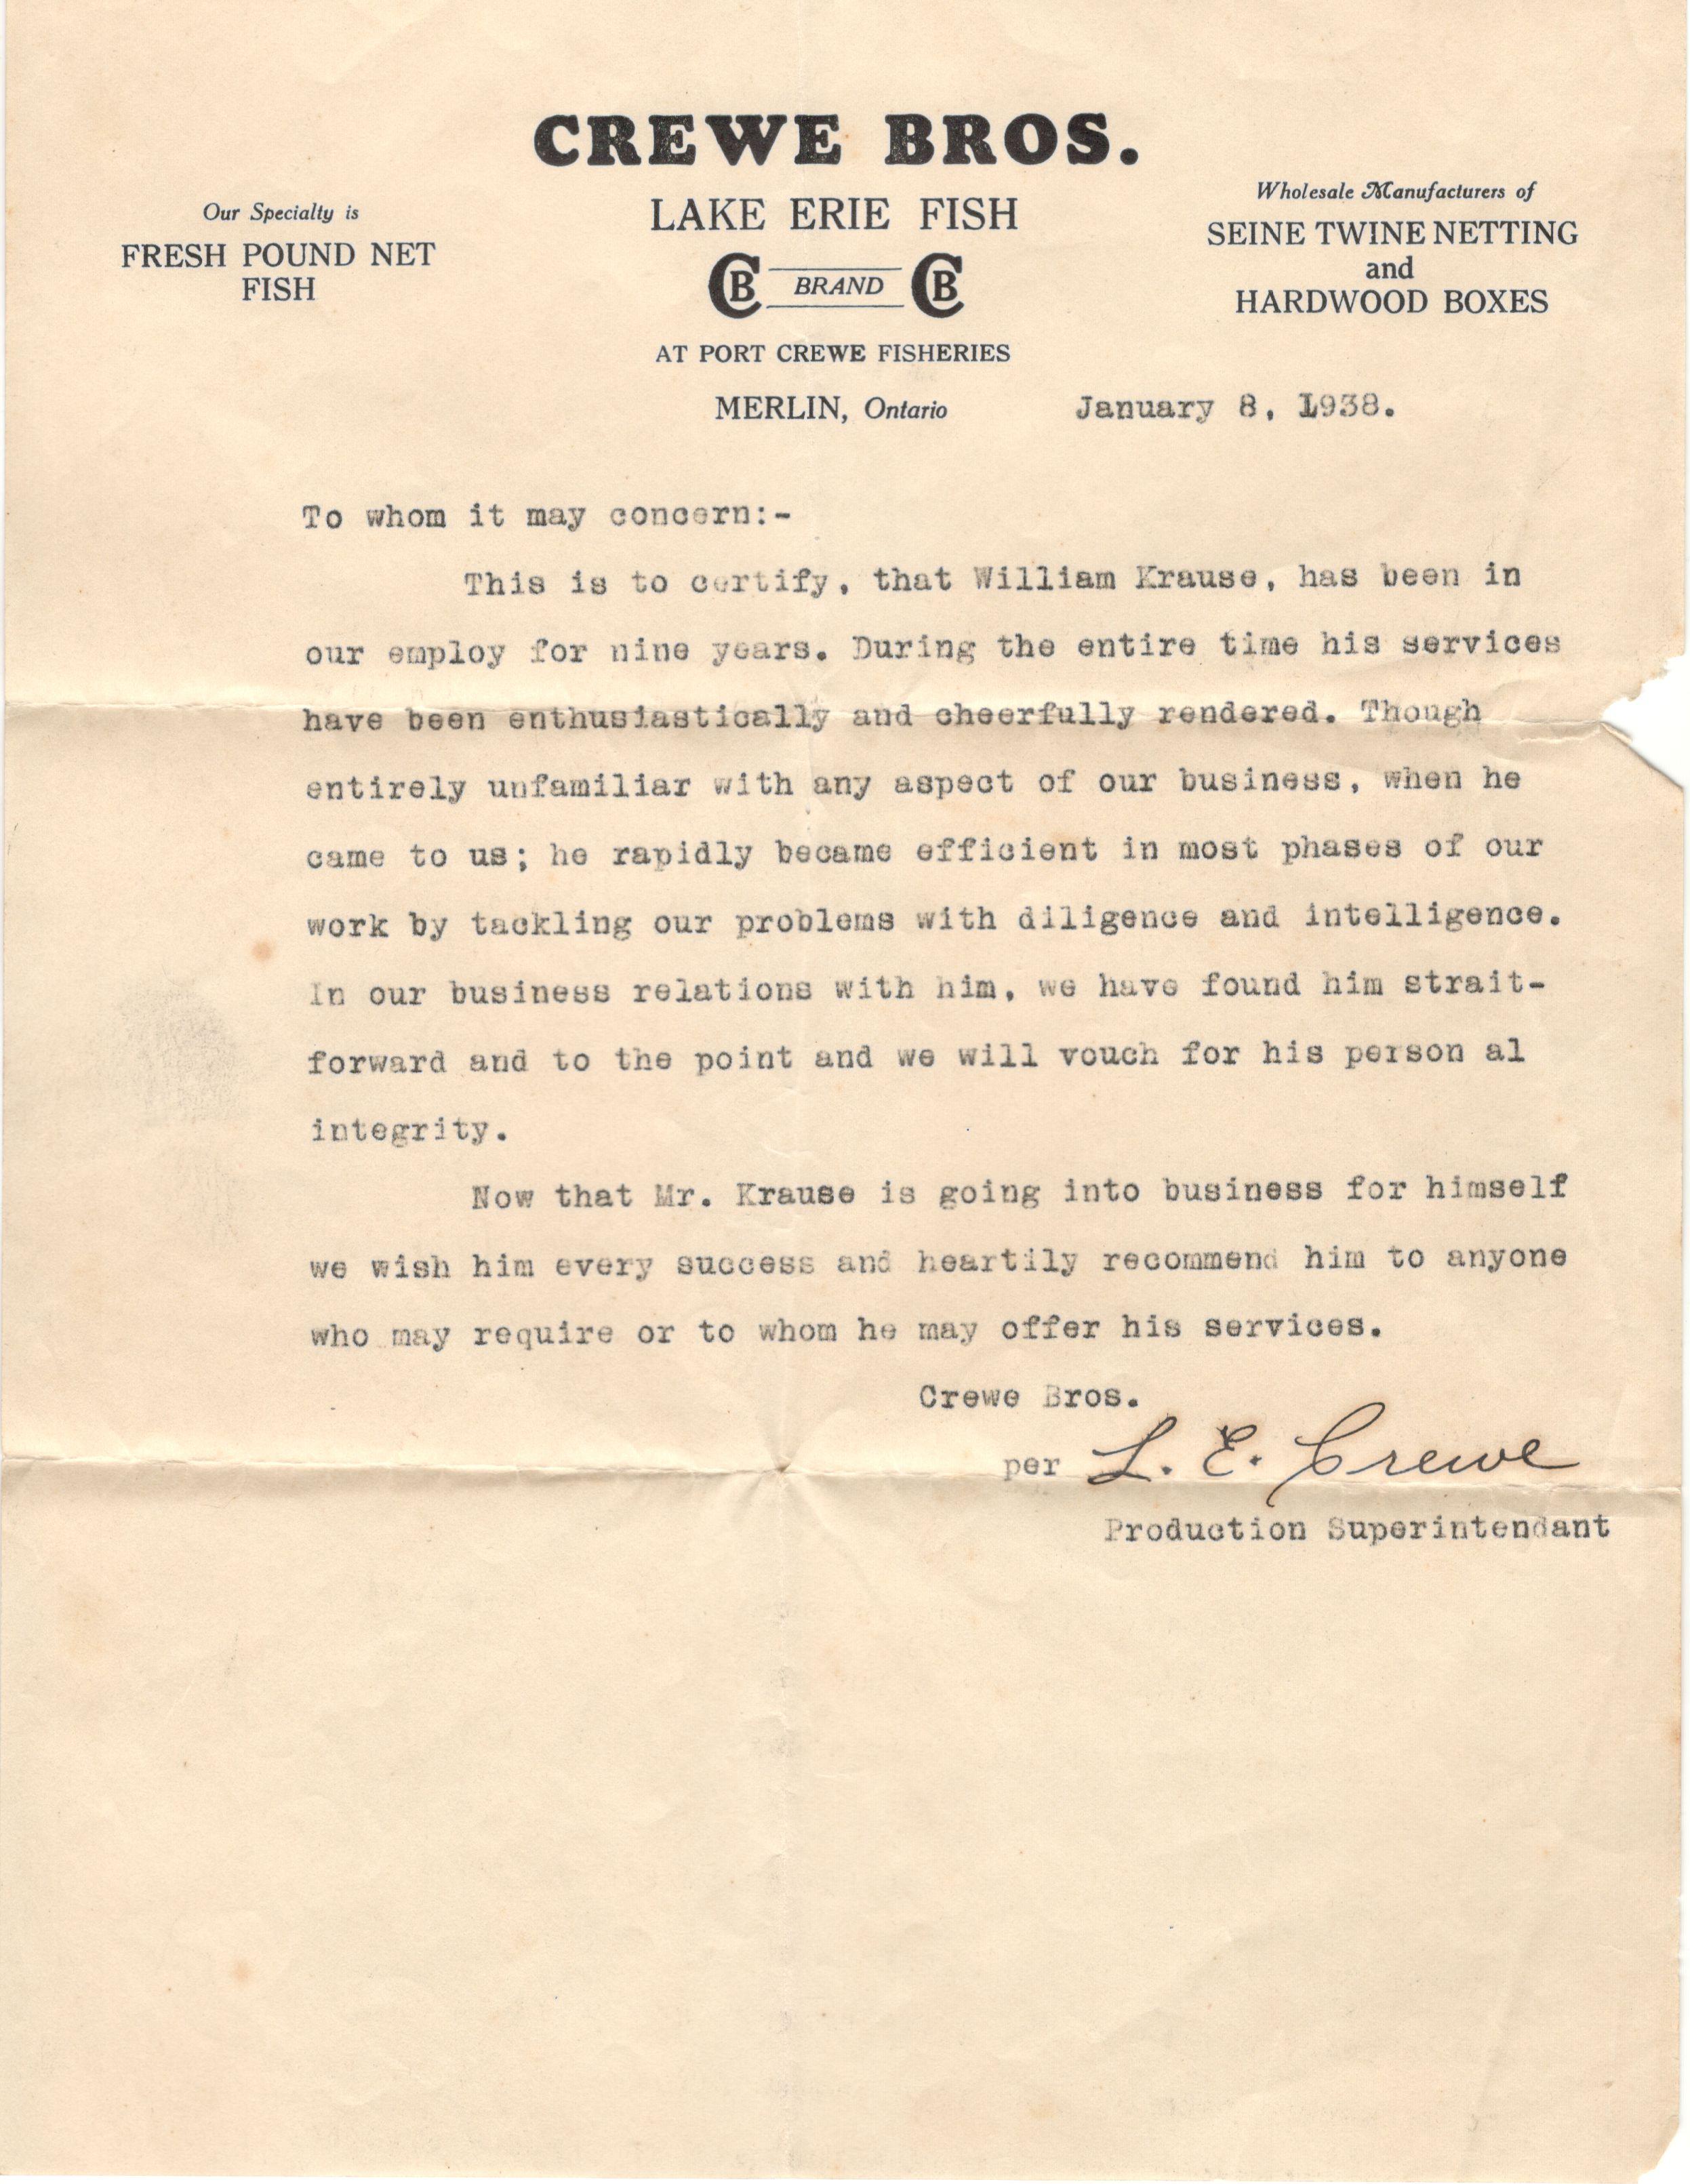 CREWE BROS.
Our Specialty is
FRESH POUND NET
FISH
LAKE ERIE FISH
CB BRAND CB
AT PORT CREWE FISHERIES
MERLIN, Ontario
Wholesale Manufacturers of
SEINE TWINE NETTING
and
HARDWOOD BOXES
January 8, 1938.
To whom it may concern:-
This is to certify, that William Krause, has been in
our employ for nine years. During the entire time his services
have been enthusiastically and cheerfully rendered. Though
entirely unfamiliar with any aspect of our business, when he
came to us; he rapidly became efficient in most phases of our
work by tackling our problems with diligence and intelligence.
In our business relations with him, we have found him strait-
forward and to the point and we will vouch for his person al
integrity.
Now that Mr. Krause is going into business for himself
we wish him every success and heartily recommend him to anyone
who may require or to whom he may offer his services.
Crewe Bros.
per L. E. Crewe
Production Superintendant